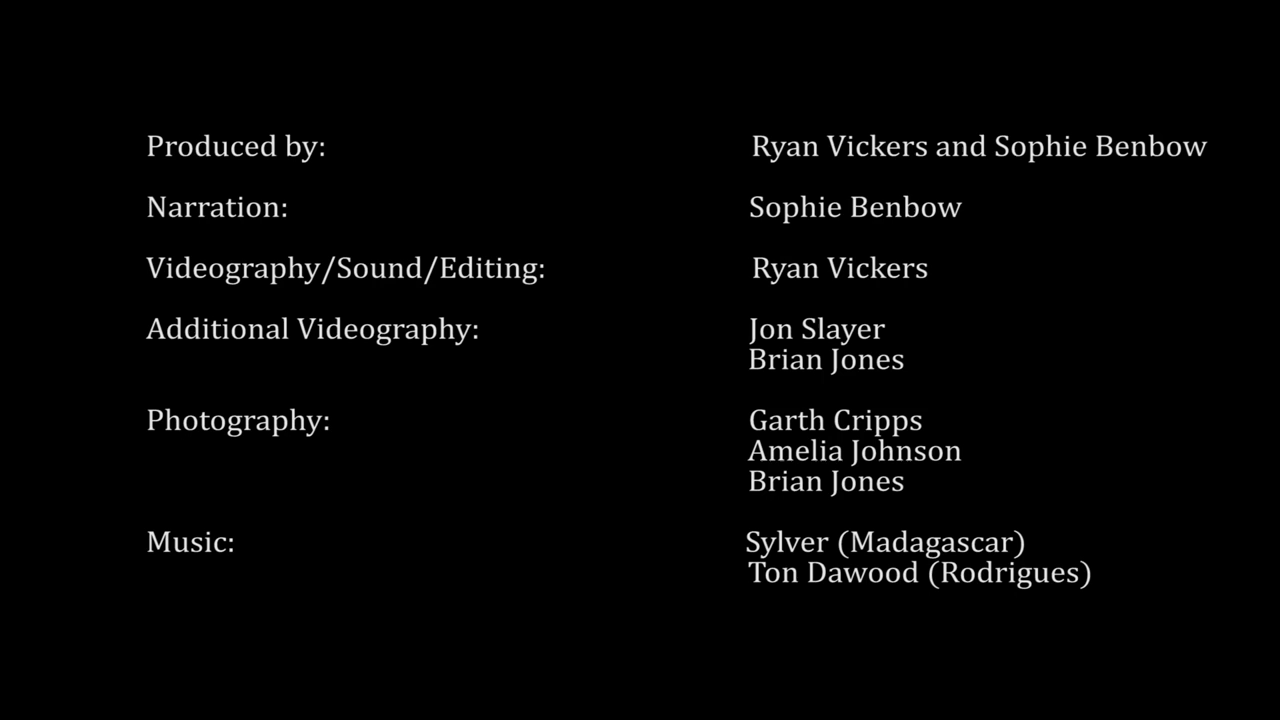 Produced by: Ryan Vickers and Sophie Benbow
Narration: Sophie Benbow
Videography/Sound/Editing: Ryan Vickers
Additional Videography: Jon Slayer
Brian Jones
Photography: Garth Cripps
Amelia Johnson
Brian Jones
Music: Sylver (Madagascar)
Ton Dawood (Rodrigues)